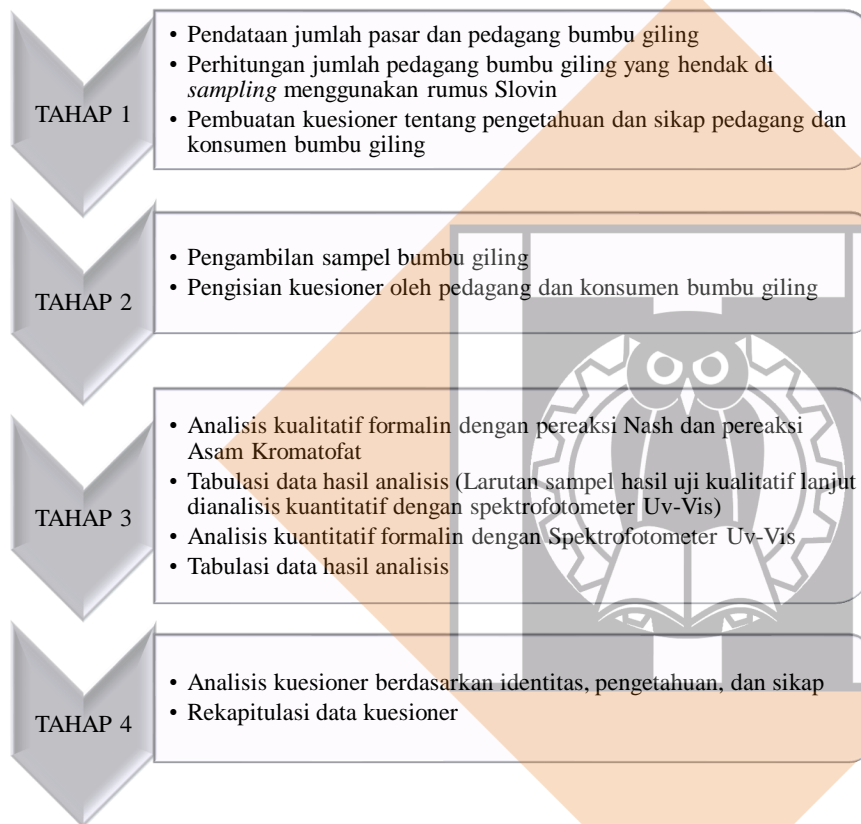 TAHAP 1
• Pendataan jumlah pasar dan pedagang bumbu giling
• Perhitungan jumlah pedagang bumbu giling yang hendak di
sampling menggunakan rumus Slovin
• Pembuatan kuesioner tentang pengetahuan dan sikap pedagang dan
konsumen bumbu giling
TAHAP 2
• Pengambilan sampel bumbu giling
• Pengisian kuesioner oleh pedagang dan konsumen bumbu giling
TAHAP 3
• Analisis kualitatif formalin dengan pereaksi Nash dan pereaksi
Asam Kromatofat
• Tabulasi data hasil analisis (Larutan sampel hasil uji kualitatif lanjut
dianalisis kuantitatif dengan spektrofotometer Uv-Vis)
• Analisis kuantitatif formalin dengan Spektrofotometer Uv-Vis
• Tabulasi data hasil analisis
TAHAP 4
• Analisis kuesioner berdasarkan identitas, pengetahuan, dan sikap
• Rekapitulasi data kuesioner